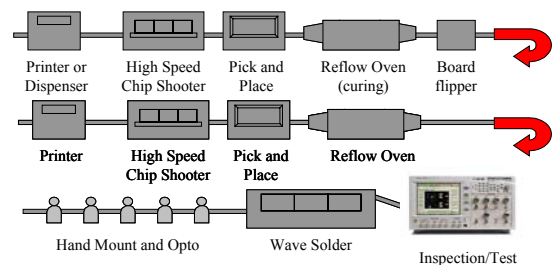 Printer or
Dispenser
High Speed
Chip Shooter
Pick and
Place
Reflow Oven
(curing)
Board
flipper
Printer
High Speed
Chip Shooter
Pick and
Place
Reflow Oven
Hand Mount and Opto
Wave Solder
Inspection/Test